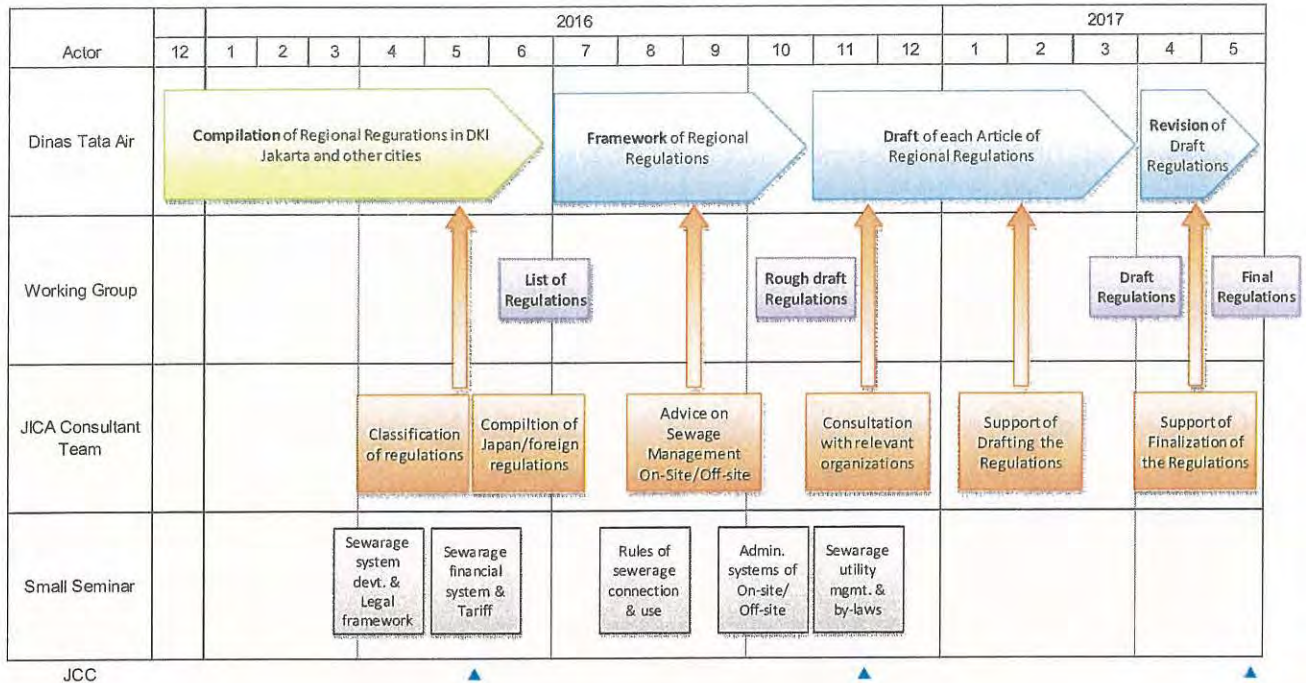 2016
2017
Actor
12
1
2
3
4
5
6
7
8
9
10
11
12
1
2
3
4
5
Dinas Tata Air
Compilation of Regional Regurations in DKI
Jakarta and other cities
Framework of Regional
Regulations
Draft of each Article of
Regional Regulations
Revision of
Draft
Regulations
Working Group
List of
Regulations
Rough draft
Regulations
Draft
Regulations
Final
Regulations
JICA Consultant
Team
Classification
of regulations
Compiltion of
Japan/foreign
regulations
Advice on
Sewage
Management
On-Site/Off-site
Consultation
with relevant
organizations
Support of
Drafting the
Regulations
Support of
Finalization of
the Regulations
Small Seminar
Sewarage
system
devt. &
Legal
framework
Sewarage
financial
system &
Tariff
Rules of
sewerage
connection
& use
Admin.
systems of
On-site/
Off-site
Sewarage
utility
mgmt. &
by-laws
JCC